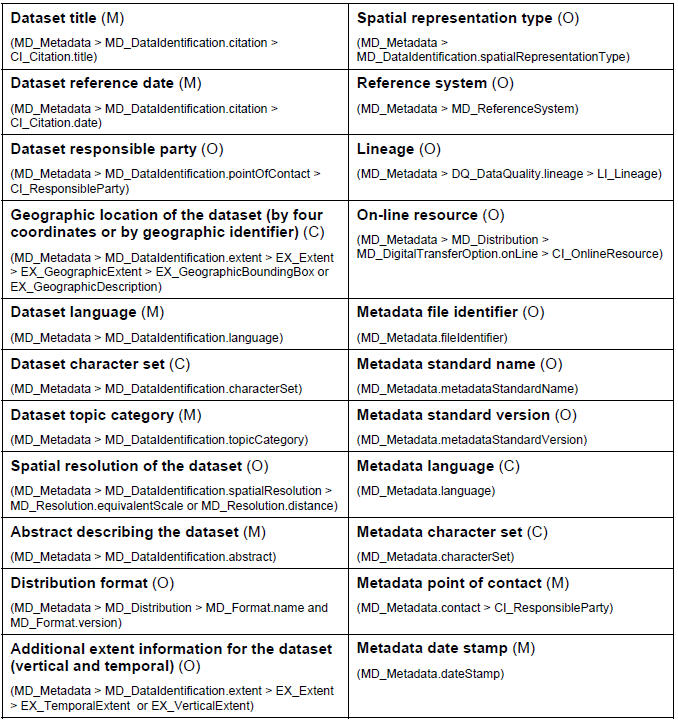 Dataset title (M)
(MD_Metadata > MD_DataIdentification.citation >
CI_Citation.title)
Spatial representation type (O)
(MD_Metadata >
MD_DataIdentification.spatialRepresentationType)
Dataset reference date (M)
(MD_Metadata > MD_DataIdentification.citation >
CI_Citation.date)
Reference system (O)
(MD_Metadata > MD_ReferenceSystem)
Dataset responsible party (O)
(MD_Metadata > MD_DataIdentification.pointOfContact >
CI_ResponsibleParty)
Lineage (O)
(MD_Metadata > DQ_DataQuality.lineage > LI_Lineage)
Geographic location of the dataset (by four
coordinates or by geographic identifier) (C)
(MD_Metadata > MD_DataIdentification.extent > EX_Extent
> EX_GeographicExtent > EX_GeographicBoundingBox or
EX_GeographicDescription)
On-line resource (O)
(MD_Metadata > MD_Distribution >
MD_DigitalTransferOption.onLine > CI_OnlineResource)
Dataset language (M)
(MD_Metadata > MD_DataIdentification.language)
Metadata file identifier (O)
(MD_Metadata.fileIdentifier)
Dataset character set (C)
(MD_Metadata > MD_DataIdentification.characterSet)
Metadata standard name (O)
(MD_Metadata.metadataStandardName)
Dataset topic category (M)
(MD_Metadata > MD_DataIdentification.topicCategory)
Metadata standard version (O)
(MD_Metadata.metadataStandardVersion)
Spatial resolution of the dataset (O)
(MD_Metadata > MD_DataIdentification.spatialResolution >
MD_Resolution.equivalentScale or MD_Resolution.distance)
Metadata language (C)
(MD_Metadata.language)
Abstract describing the dataset (M)
(MD_Metadata > MD_DataIdentification.abstract)
Metadata character set (C)
(MD_Metadata.characterSet)
Distribution format (O)
(MD_Metadata > MD_Distribution > MD_Format.name and
MD_Format.version)
Metadata point of contact (M)
(MD_Metadata.contact > CI_ResponsibleParty)
Additional extent information for the dataset
(vertical and temporal) (O)
(MD_Metadata > MD_DataIdentification.extent > EX_Extent
> EX_TemporalExtent or EX_VerticalExtent)
Metadata date stamp (M)
(MD_Metadata.dateStamp)